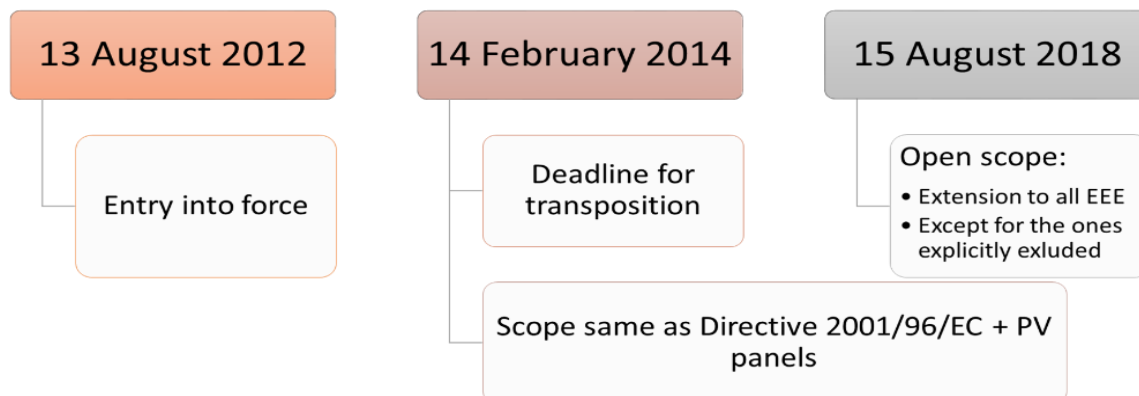 13 August 2012
Entry into force
14 February 2014
Deadline for
transposition
Scope same as Directive 2001/96/EC + PV
panels
15 August 2018
Open scope:
• Extension to all EEE
• Except for the ones
explicitly exluded